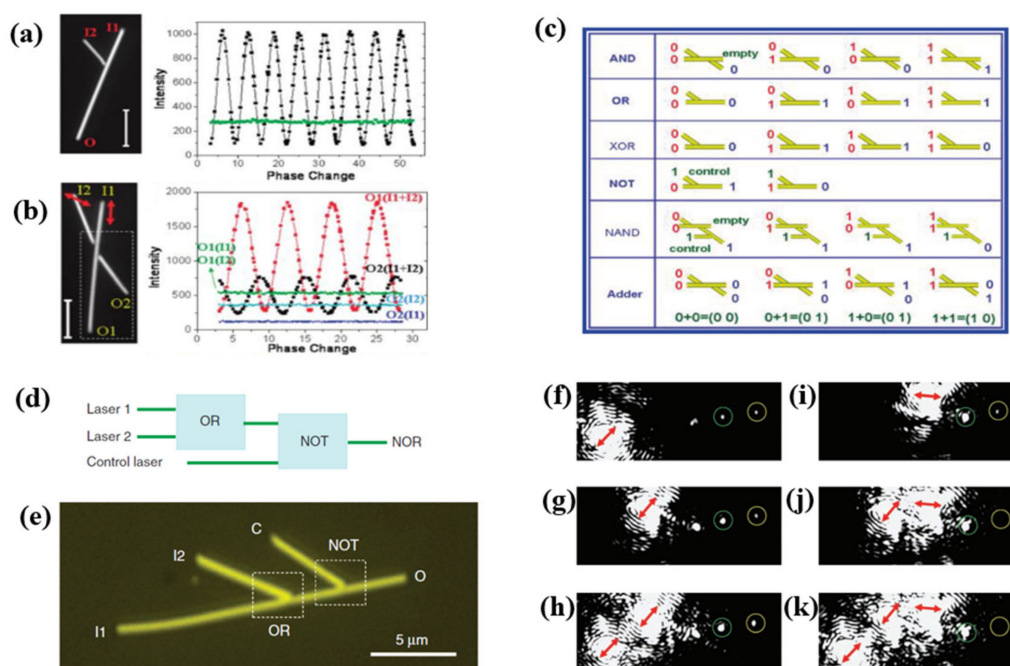 (a)
I2 I1
O
Intensity
1000
800
600
400
200
0
0 10 20 30 40 50
Phase Change
(b)
I2 I1
O2
O1
Intensity
2000
1500
1000
500
0
O1(I1+I2)
O1(I1)
O1(I2)
O2(I1+I2)
O2(I2)
O2(I1)
0 5 10 15 20 25 30
Phase Change
(c)
AND
0 0 empty 0
0 1 0
1 0 0
1 1 1
OR
0 0 0
0 1 1
1 0 1
1 1 1
XOR
0 0 0
0 1 1
1 0 1
1 1 0
NOT
1 control 0 1
1 1 0
NAND
0 0 empty 1 control 1
0 1 1 1
1 0 1 1
1 1 1 0
Adder
0 0 0 0
0 1 0 1
1 0 0 1
1 1 1 0
0+0=(0 0) 0+1=(0 1) 1+0=(0 1) 1+1=(1 0)
(d)
Laser 1
Laser 2
Control laser
OR
NOT
NOR
(e)
C
I2
NOT
O
OR
I1
5 μm
(f)
(i)
(g)
(j)
(h)
(k)